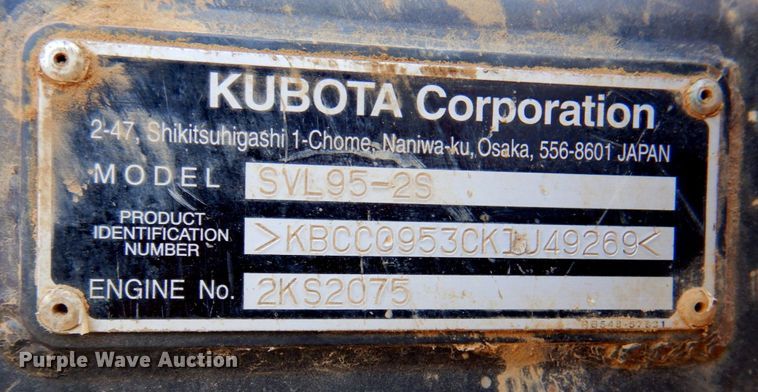 KUBOTA Corporation
2-47, Shikitsuhigashi 1-Chome, Naniwa-ku, Osaka, 556-8601 JAPAN
MODEL SVL95-2S
PRODUCT IDENTIFICATION NUMBER >KBCC0953CK1J49269<
ENGINE No. 2KS2075
Purple Wave Auction